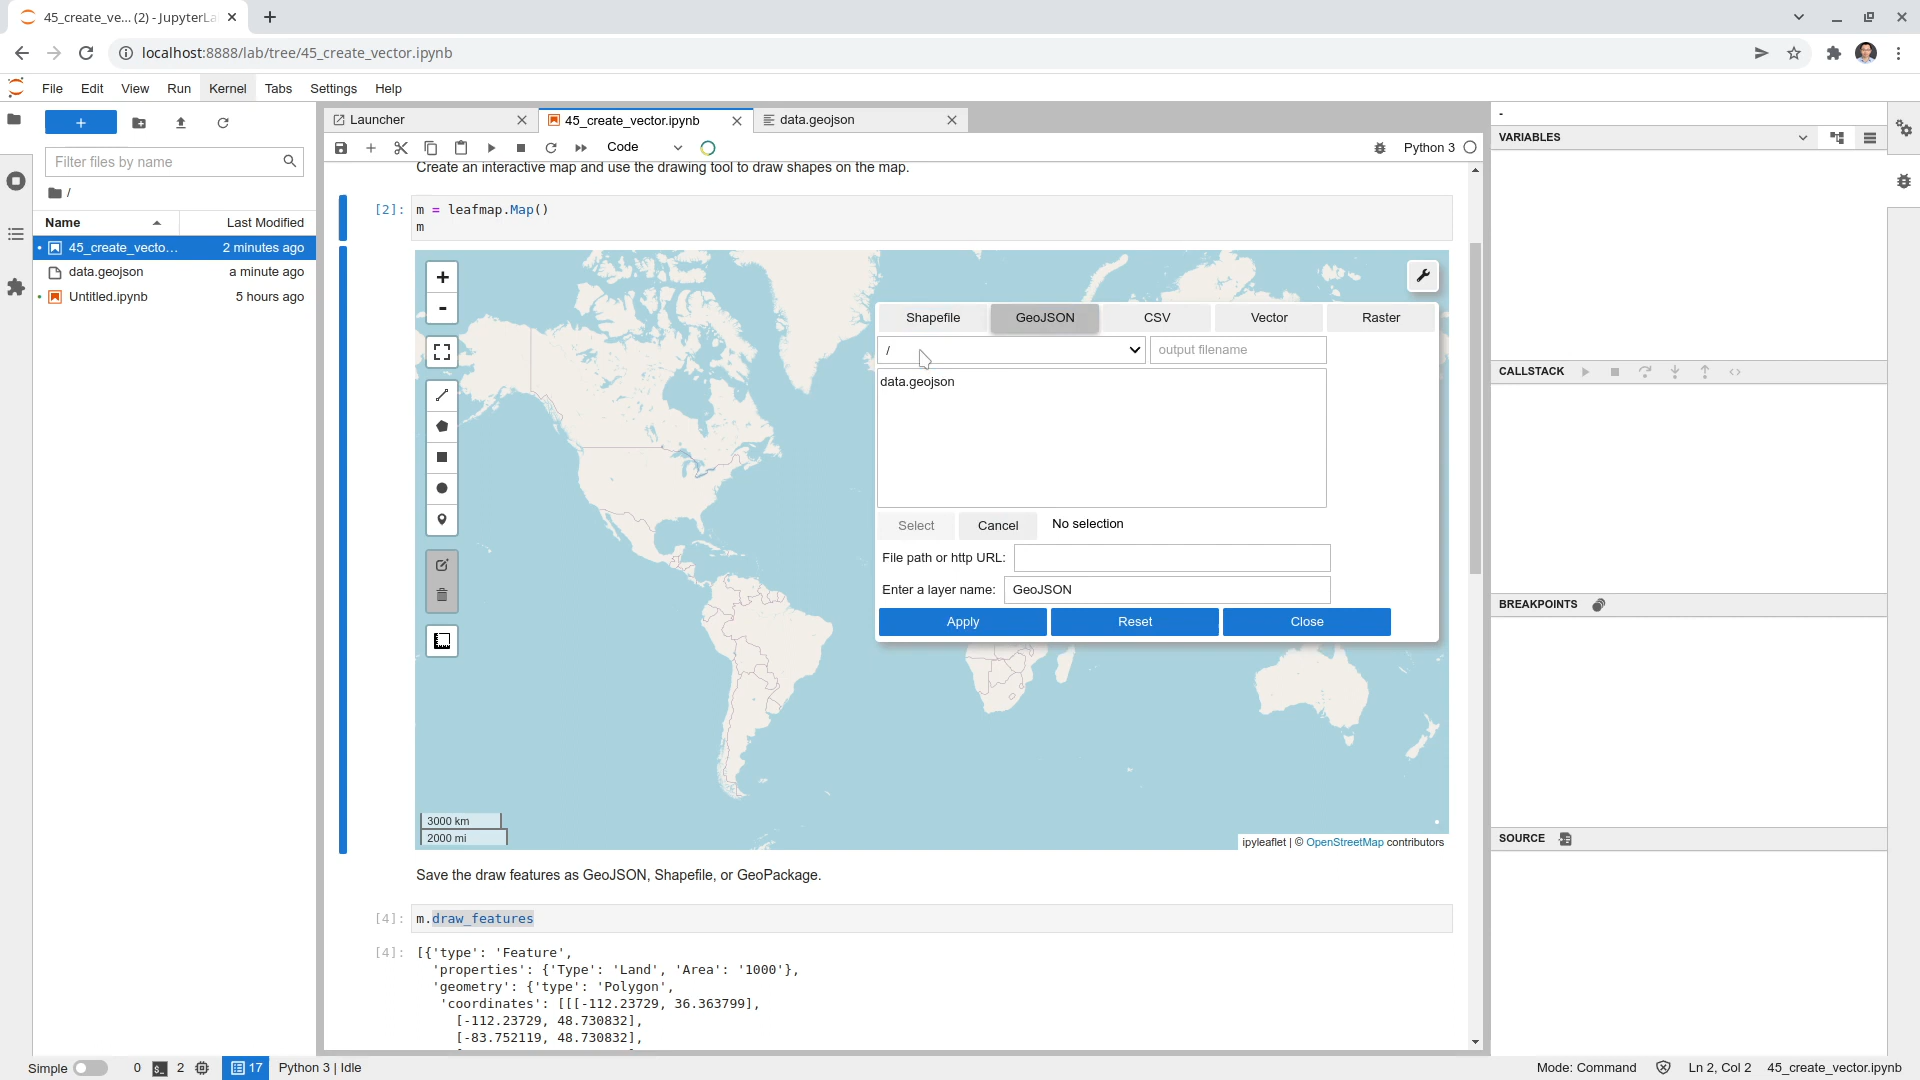 45_create_ve... (2) - JupyterLa
localhost:8888/lab/tree/45_create_vector.ipynb
File Edit View Run Kernel Tabs Settings Help
Filter files by name
/
Name Last Modified
45_create_vecto... 2 minutes ago
data.geojson a minute ago
Untitled.ipynb 5 hours ago
Launcher 45_create_vector.ipynb data.geojson
Code Python 3
Create an interactive map and use the drawing tool to draw shapes on the map.
[2]: m = leafmap.Map()
m
+
-
Shapefile GeoJSON CSV Vector Raster
/ output filename
data.geojson
Select Cancel No selection
File path or http URL:
Enter a layer name: GeoJSON
Apply Reset Close
3000 km
2000 mi
ipyleaflet | © OpenStreetMap contributors
Save the draw features as GeoJSON, Shapefile, or GeoPackage.
[4]: m.draw_features
[4]: [{'type': 'Feature',
'properties': {'Type': 'Land', 'Area': '1000'},
'geometry': {'type': 'Polygon',
'coordinates': [[[-112.23729, 36.363799],
[-112.23729, 48.730832],
[-83.752119, 48.730832],
-
VARIABLES
CALLSTACK
BREAKPOINTS
SOURCE
Simple 0 2 17 Python 3 | Idle Mode: Command Ln 2, Col 2 45_create_vector.ipynb